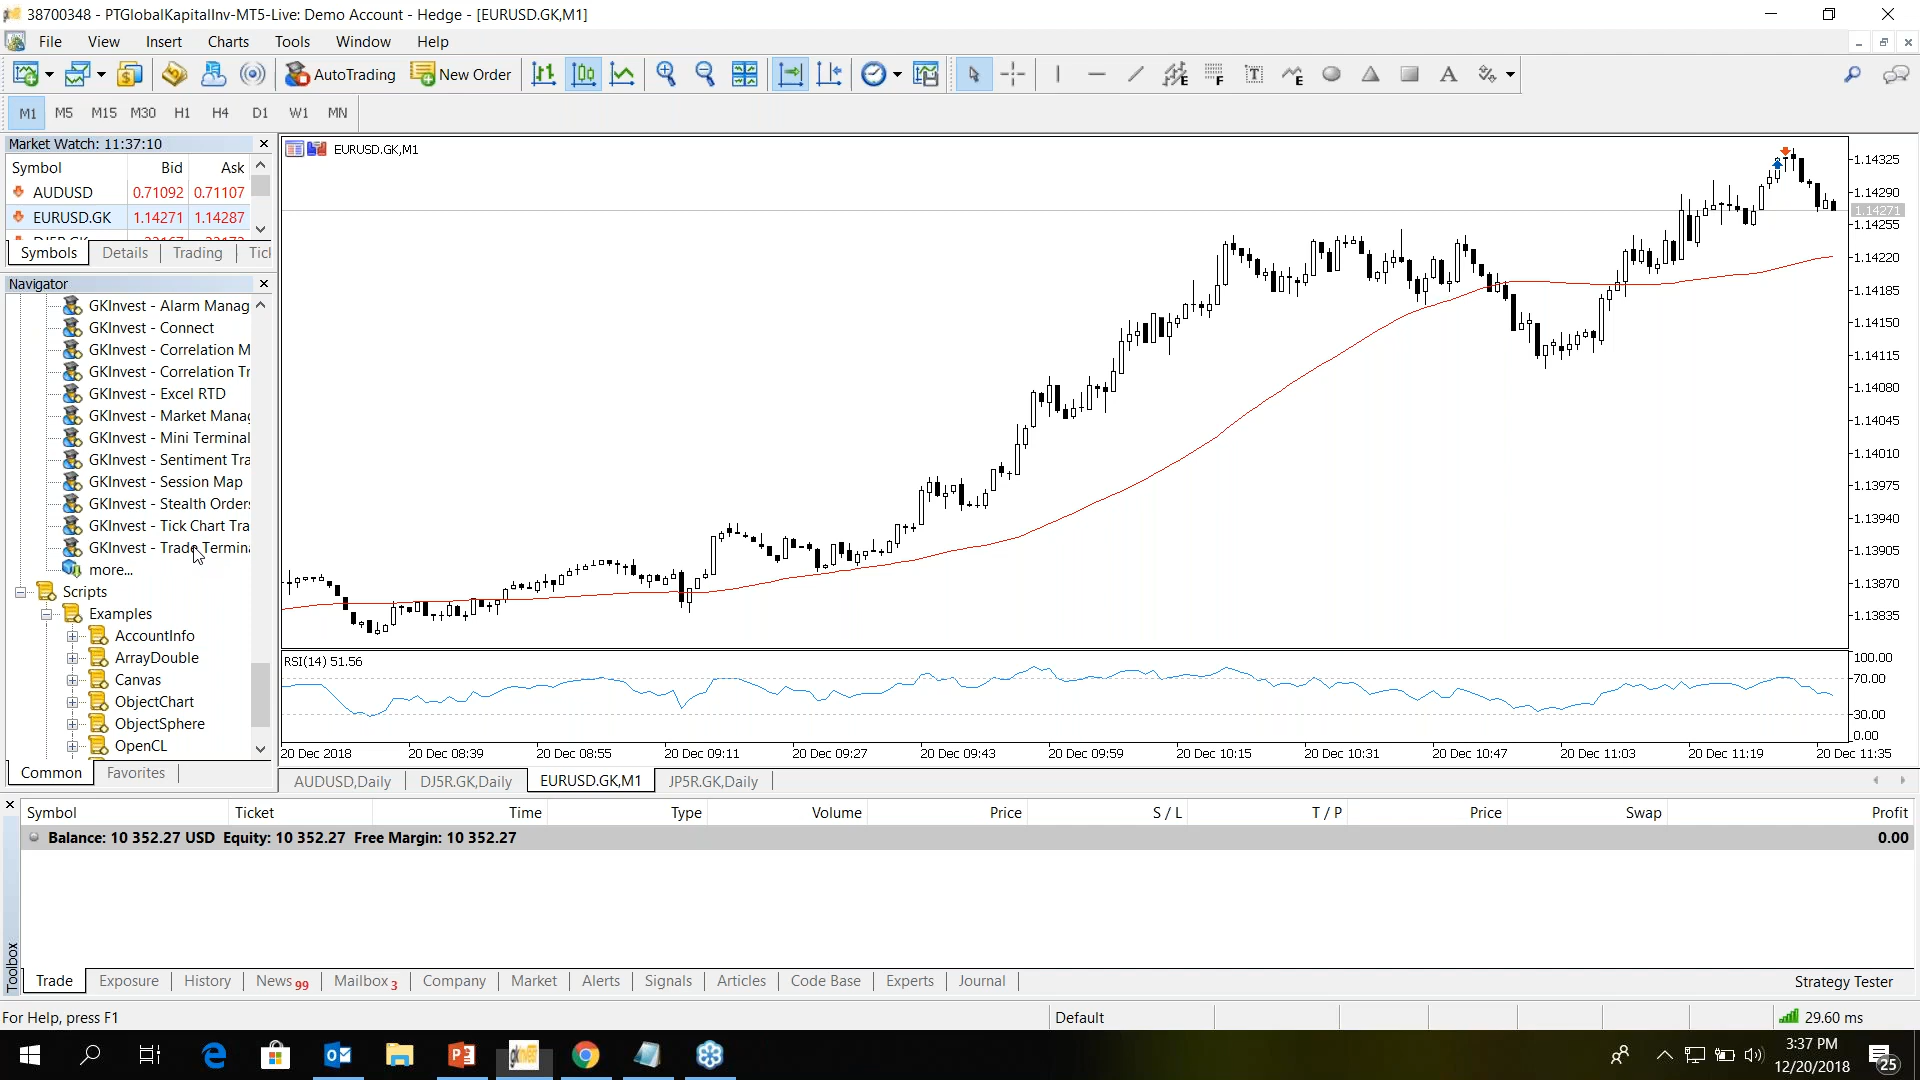 38700348 - PTGlobalKapitalInv-MT5-Live: Demo Account - Hedge - [EURUSD.GK,M1]
File View Insert Charts Tools Window Help
AutoTrading New Order
M1 M5 M15 M30 H1 H4 D1 W1 MN
Market Watch: 11:37:10
Symbol Bid Ask
AUDUSD 0.71092 0.71107
EURUSD.GK 1.14271 1.14287
Symbols Details Trading Tick
Navigator
GKInvest - Alarm Manag
GKInvest - Connect
GKInvest - Correlation M
GKInvest - Correlation Tr
GKInvest - Excel RTD
GKInvest - Market Manag
GKInvest - Mini Terminal
GKInvest - Sentiment Tra
GKInvest - Session Map
GKInvest - Stealth Orders
GKInvest - Tick Chart Tra
GKInvest - Trade Termina
more...
Scripts
Examples
AccountInfo
ArrayDouble
Canvas
ObjectChart
ObjectSphere
OpenCL
Common Favorites
EURUSD.GK,M1
1.14325
1.14290
1.14271
1.14255
1.14220
1.14185
1.14150
1.14115
1.14080
1.14045
1.14010
1.13975
1.13940
1.13905
1.13870
1.13835
RSI(14) 51.56
100.00
70.00
30.00
0.00
20 Dec 2018 20 Dec 08:39 20 Dec 08:55 20 Dec 09:11 20 Dec 09:27 20 Dec 09:43 20 Dec 09:59 20 Dec 10:15 20 Dec 10:31 20 Dec 10:47 20 Dec 11:03 20 Dec 11:19 20 Dec 11:35
AUDUSD,Daily DJ5R.GK,Daily EURUSD.GK,M1 JP5R.GK,Daily
Symbol Ticket Time Type Volume Price S / L T / P Price Swap Profit
Balance: 10 352.27 USD Equity: 10 352.27 Free Margin: 10 352.27 0.00
Toolbox
Trade Exposure History News 99 Mailbox 3 Company Market Alerts Signals Articles Code Base Experts Journal Strategy Tester
For Help, press F1 Default 29.60 ms
3:37 PM
12/20/2018
25